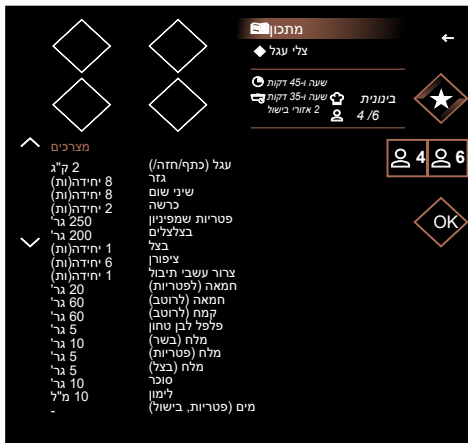 מתכון
צלי עגל
שעה ו-45 דקות
שעה ו-35 דקות
2 אזורי בישול
בינונית
4 /6
4 6
OK
מצרכים
עגל (כתף/חזה/) 2 ק"ג
גזר 8 יחידה(ות)
שיני שום 8 יחידה(ות)
כרשה 2 יחידה(ות)
פטריות שמפיניון 250 גר'
בצלצלים 200 גר'
בצל 1 יחידה(ות)
ציפורן 6 יחידה(ות)
צרור עשבי תיבול 1 יחידה(ות)
חמאה (לפטריות) 20 גר'
חמאה (לרוטב) 60 גר'
קמח (לרוטב) 60 גר'
פלפל לבן טחון 5 גר'
מלח (בשר) 10 גר'
מלח (פטריות) 5 גר'
מלח (בצל) 5 גר'
סוכר 10 גר'
לימון 10 מ"ל
מים (פטריות, בישול) -